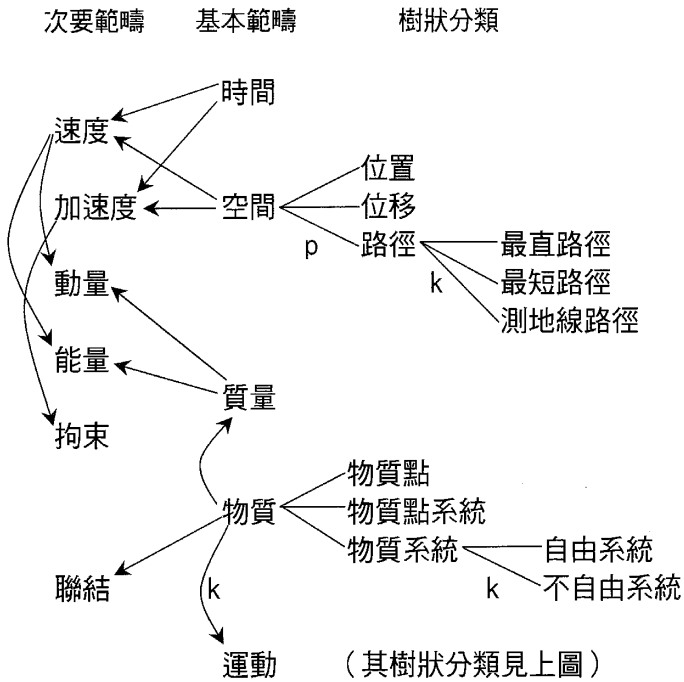 次要範疇 基本範疇 樹狀分類
時間
速度
位置
加速度 空間 位移
p 路徑 最直路徑
動量 k 最短路徑
測地線路徑
能量
質量
拘束
物質點
物質 物質點系統
物質系統 自由系統
聯結 k k 不自由系統
運動 (其樹狀分類見上圖)